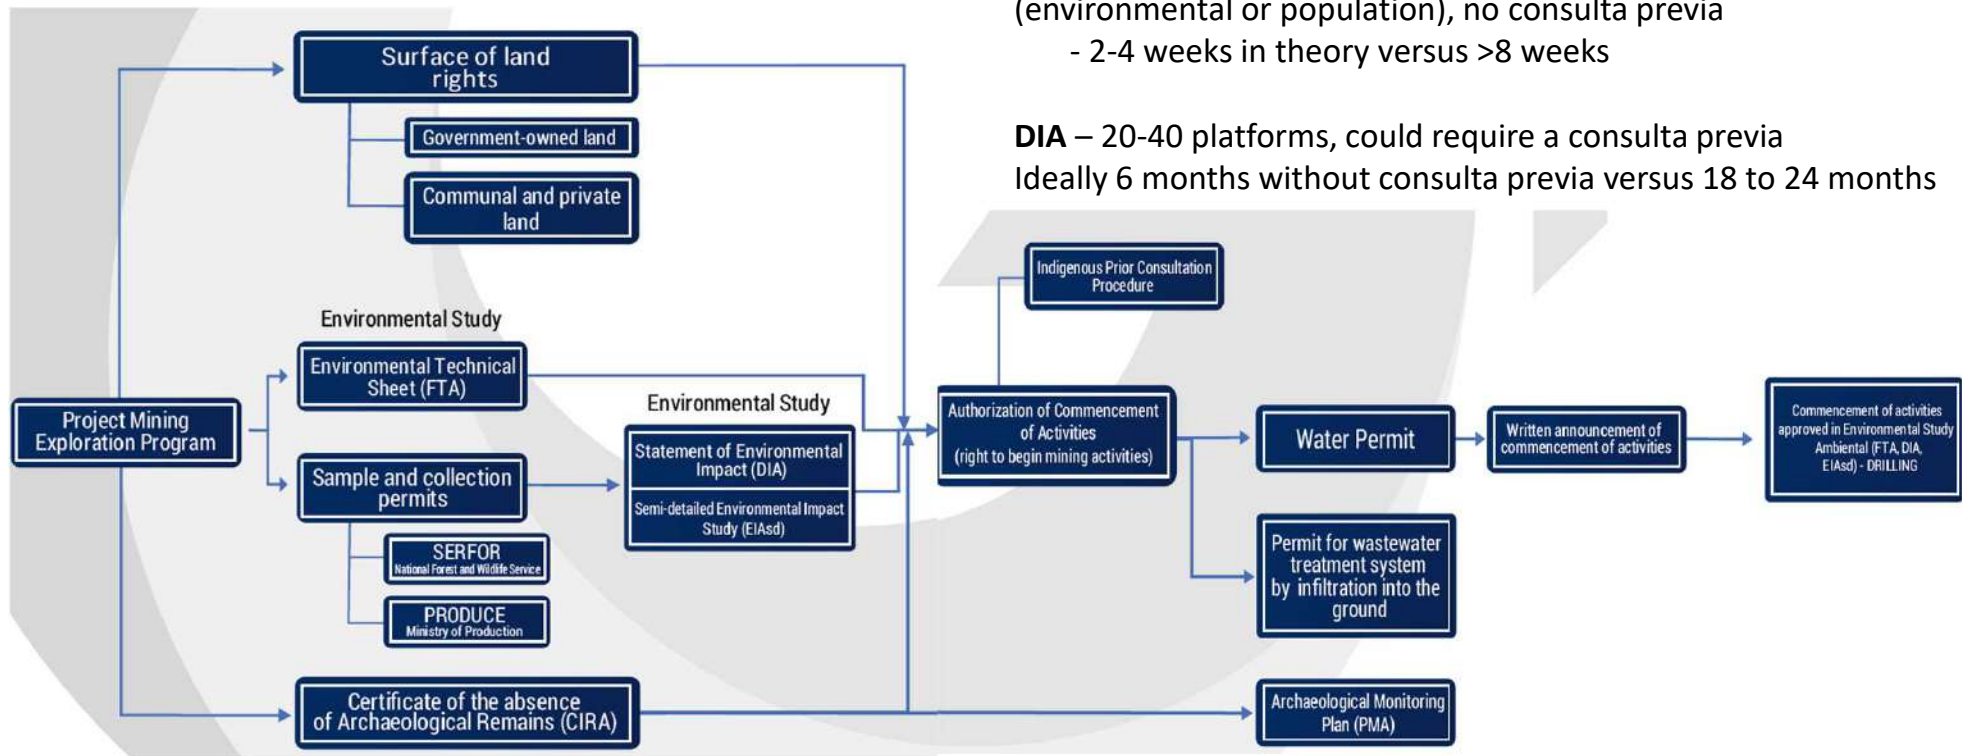 (environmental or population), no consulta previa
- 2-4 weeks in theory versus >8 weeks
DIA – 20-40 platforms, could require a consulta previa
Ideally 6 months without consulta previa versus 18 to 24 months
Surface of land
rights
Government-owned land
Communal and private
land
Indigenous Prior Consultation
Procedure
Environmental Study
Environmental Technical
Sheet (FTA)
Project Mining
Exploration Program
Sample and collection
permits
SERFOR
National Forest and Wildlife Service
PRODUCE
Ministry of Production
Environmental Study
Statement of Environmental
Impact (DIA)
Semi-detailed Environmental Impact
Study (EIAsd)
Authorization of Commencement
of Activities
(right to begin mining activities)
Water Permit
Written announcement of
commencement of activities
Commencement of activities
approved in Environmental Study
Ambiental (FTA, DIA,
EIAsd) - DRILLING
Permit for wastewater
treatment system
by infiltration into the
ground
Certificate of the absence
of Archaeological Remains (CIRA)
Archaeological Monitoring
Plan (PMA)